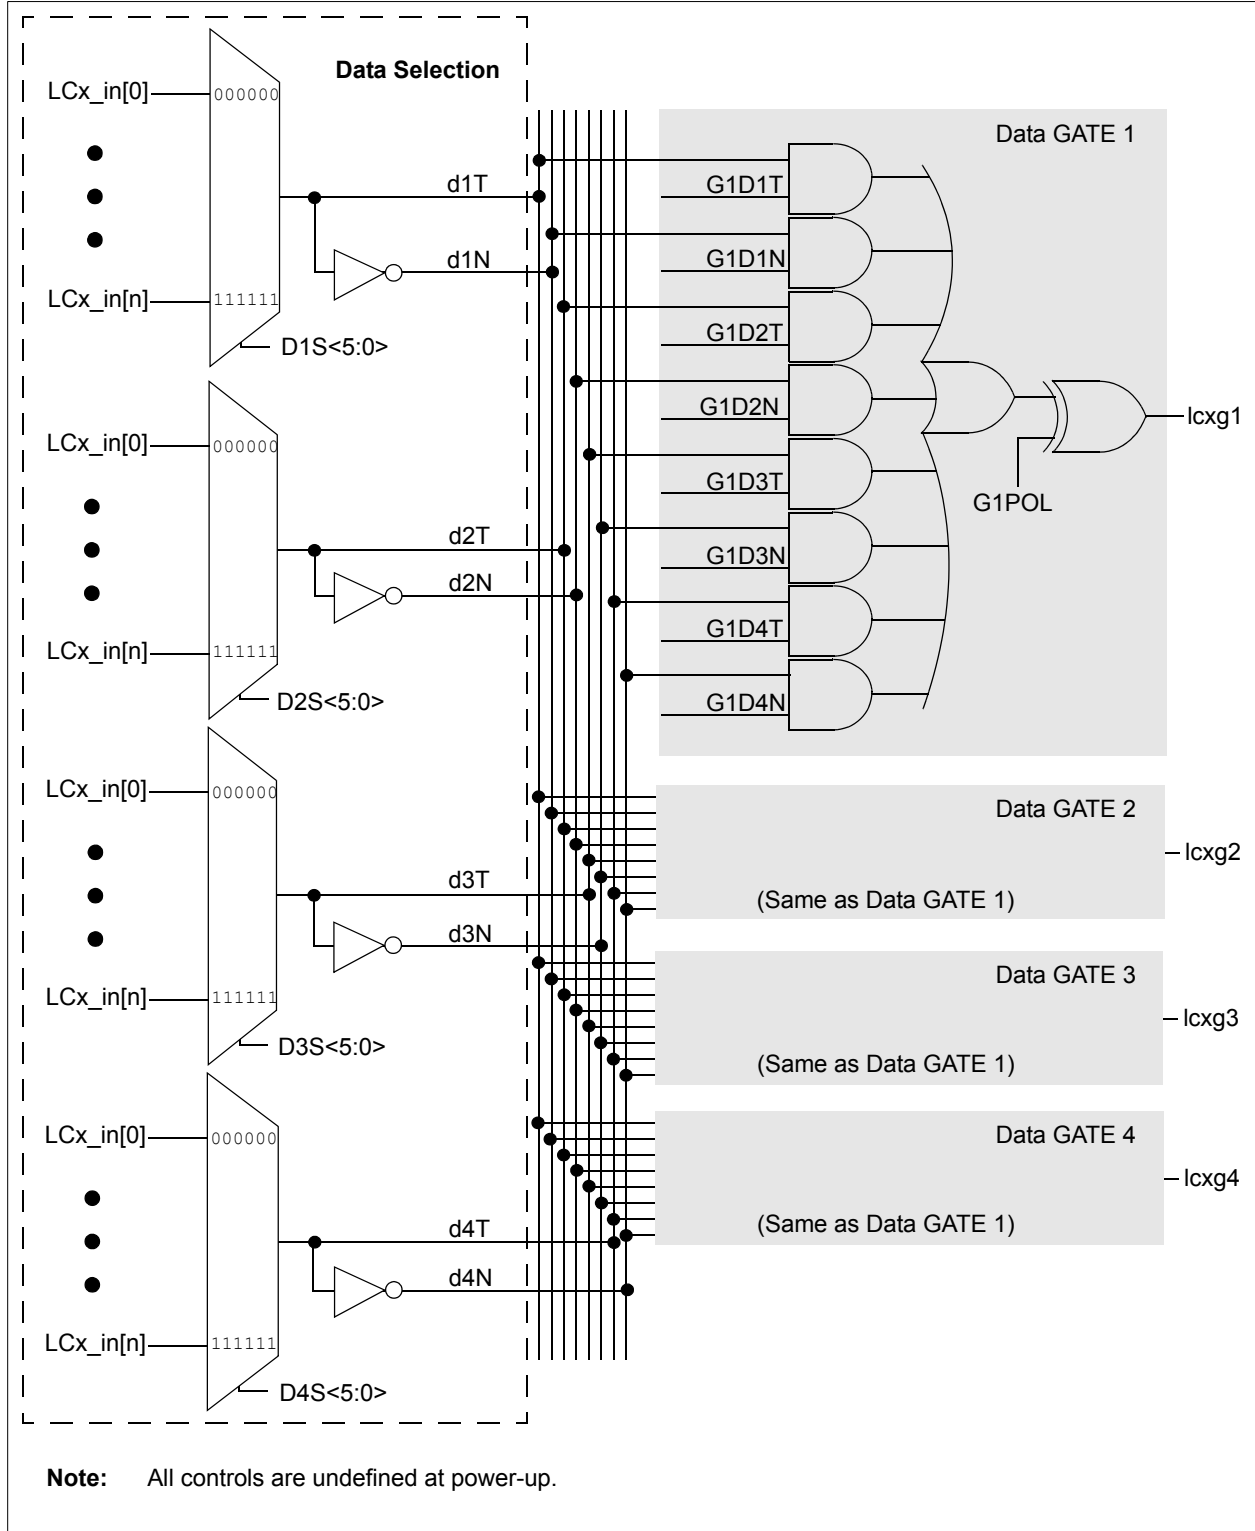 Data Selection
LCx_in[0]
000000
d1T
d1N
LCx_in[n]
111111
D1S<5:0>
LCx_in[0]
000000
d2T
d2N
LCx_in[n]
111111
D2S<5:0>
LCx_in[0]
000000
d3T
d3N
LCx_in[n]
111111
D3S<5:0>
LCx_in[0]
000000
d4T
d4N
LCx_in[n]
111111
D4S<5:0>
Data GATE 1
G1D1T
G1D1N
G1D2T
G1D2N
G1D3T
G1D3N
G1D4T
G1D4N
G1POL
lcxg1
Data GATE 2
(Same as Data GATE 1)
lcxg2
Data GATE 3
(Same as Data GATE 1)
lcxg3
Data GATE 4
(Same as Data GATE 1)
lcxg4
Note: All controls are undefined at power-up.